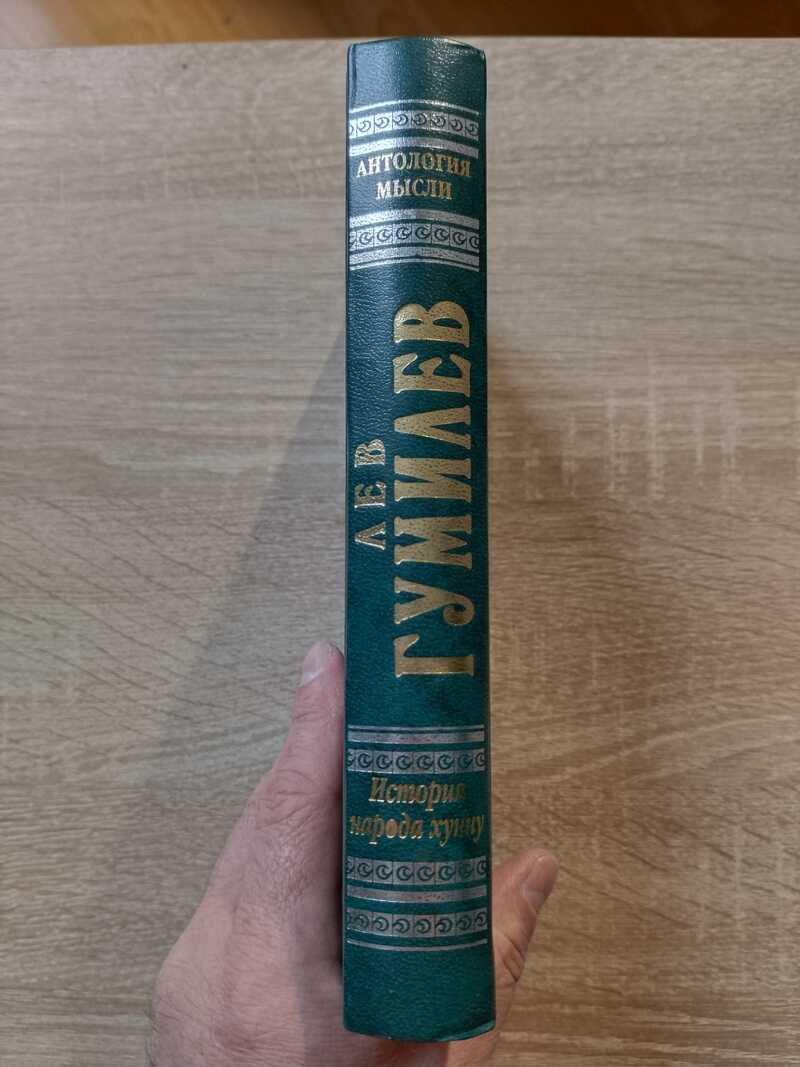 АНТОЛОГИЯ
МЫСЛИ
ЛЕВ
ГУМИЛЕВ
История
народа хунну